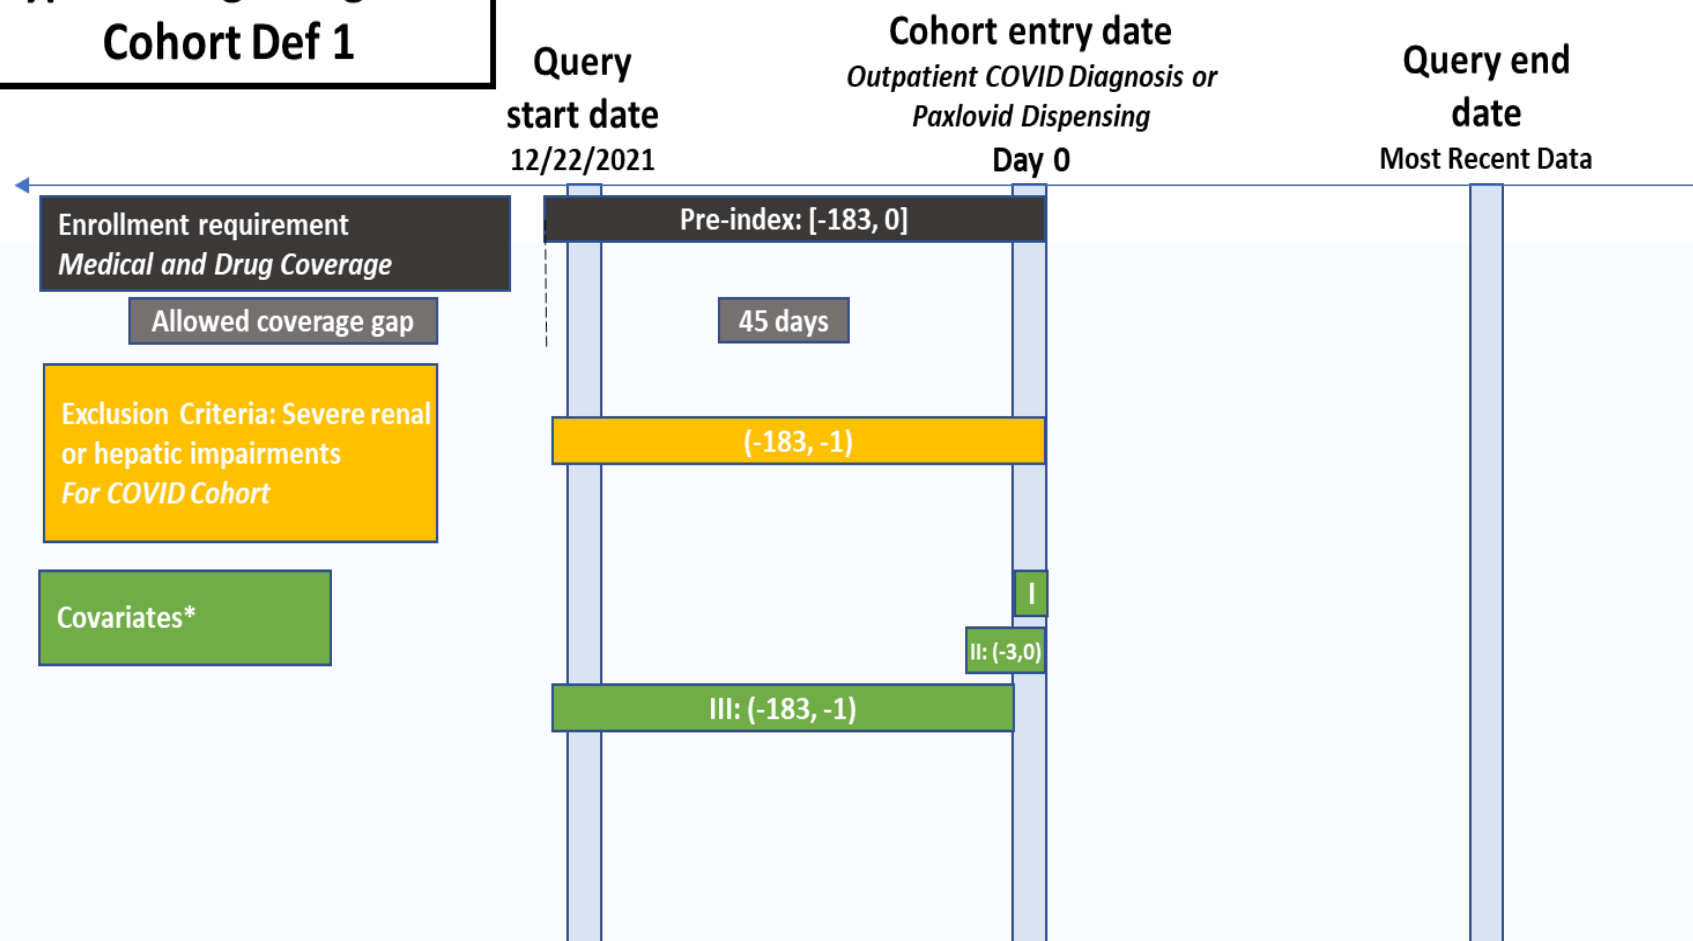 Cohort Def 1
Query
start date
12/22/2021
Cohort entry date
Outpatient COVID Diagnosis or
Paxlovid Dispensing
Day 0
Query end
date
Most Recent Data
Enrollment requirement
Medical and Drug Coverage
Pre-index: [-183, 0]
Allowed coverage gap
45 days
Exclusion Criteria: Severe renal
or hepatic impairments
For COVID Cohort
(-183, -1)
Covariates*
I
II: (-3,0)
III: (-183, -1)